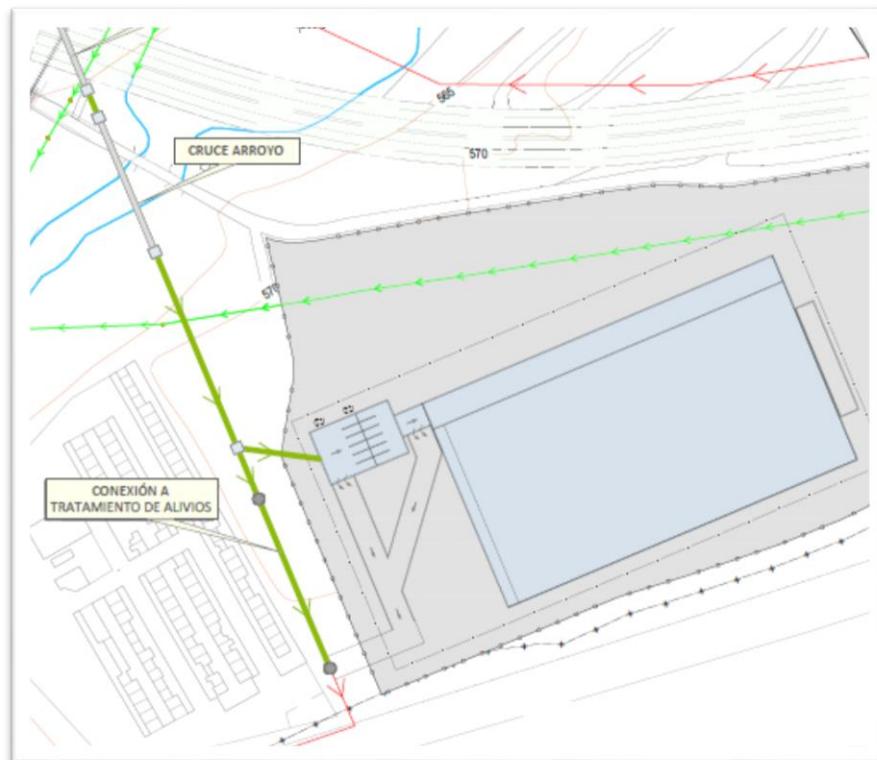 565
CRUCE ARROYO
570
570
CONEXIÓN A
TRATAMIENTO DE ALIVIOS